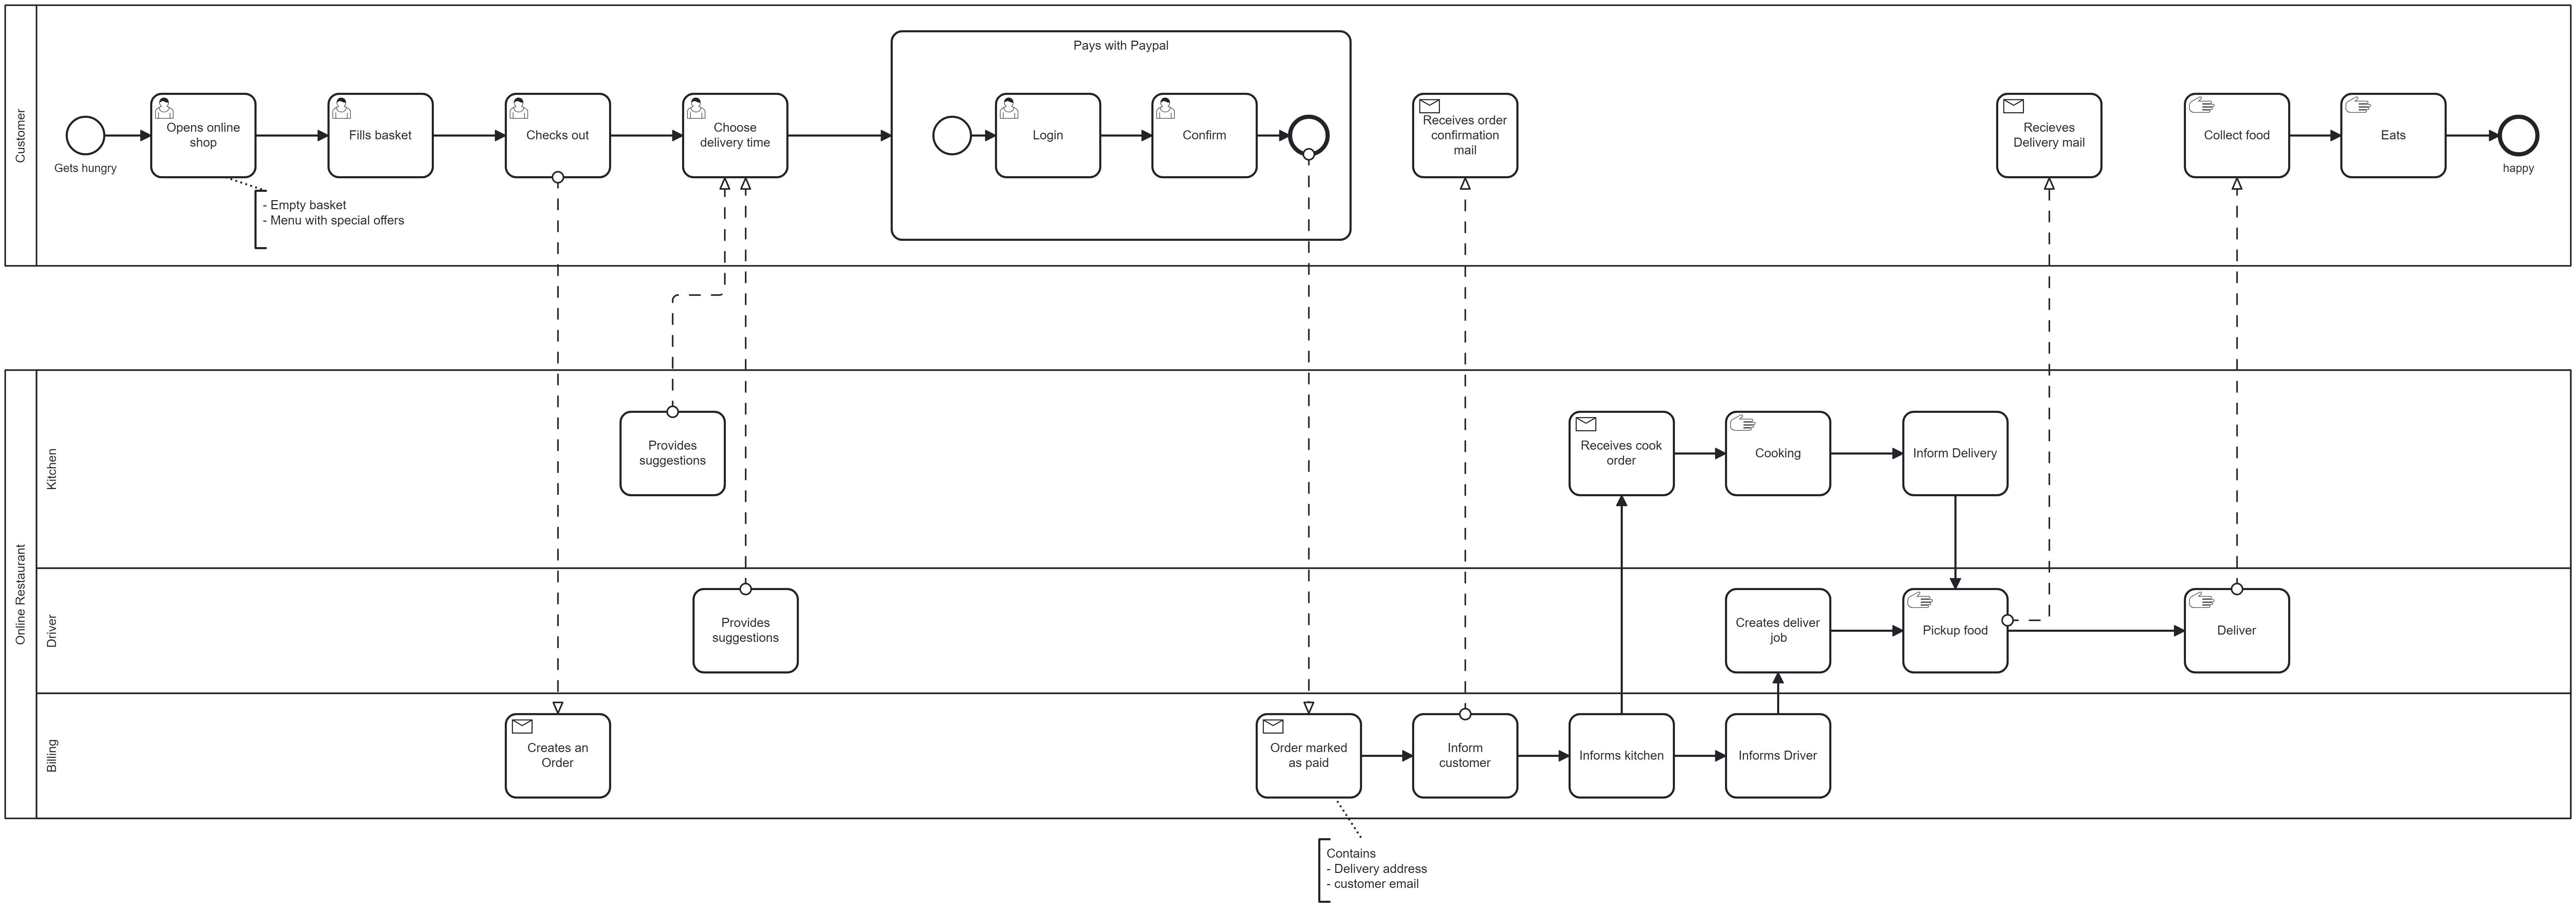 Customer
Pays with Paypal
Gets hungry
Opens online
shop
Fills basket
Checks out
Choose
delivery time
Login
Confirm
Receives order
confirmation
mail
Recieves
Delivery mail
Collect food
Eats
happy
- Empty basket
- Menu with special offers
Online Restaurant
Kitchen
Provides
suggestions
Receives cook
order
Cooking
Inform Delivery
Driver
Provides
suggestions
Creates deliver
job
Pickup food
Deliver
Billiing
Creates an
Order
Order marked
as paid
Inform
customer
Informs kitchen
Informs Driver
Contains
- Delivery address
- customer email